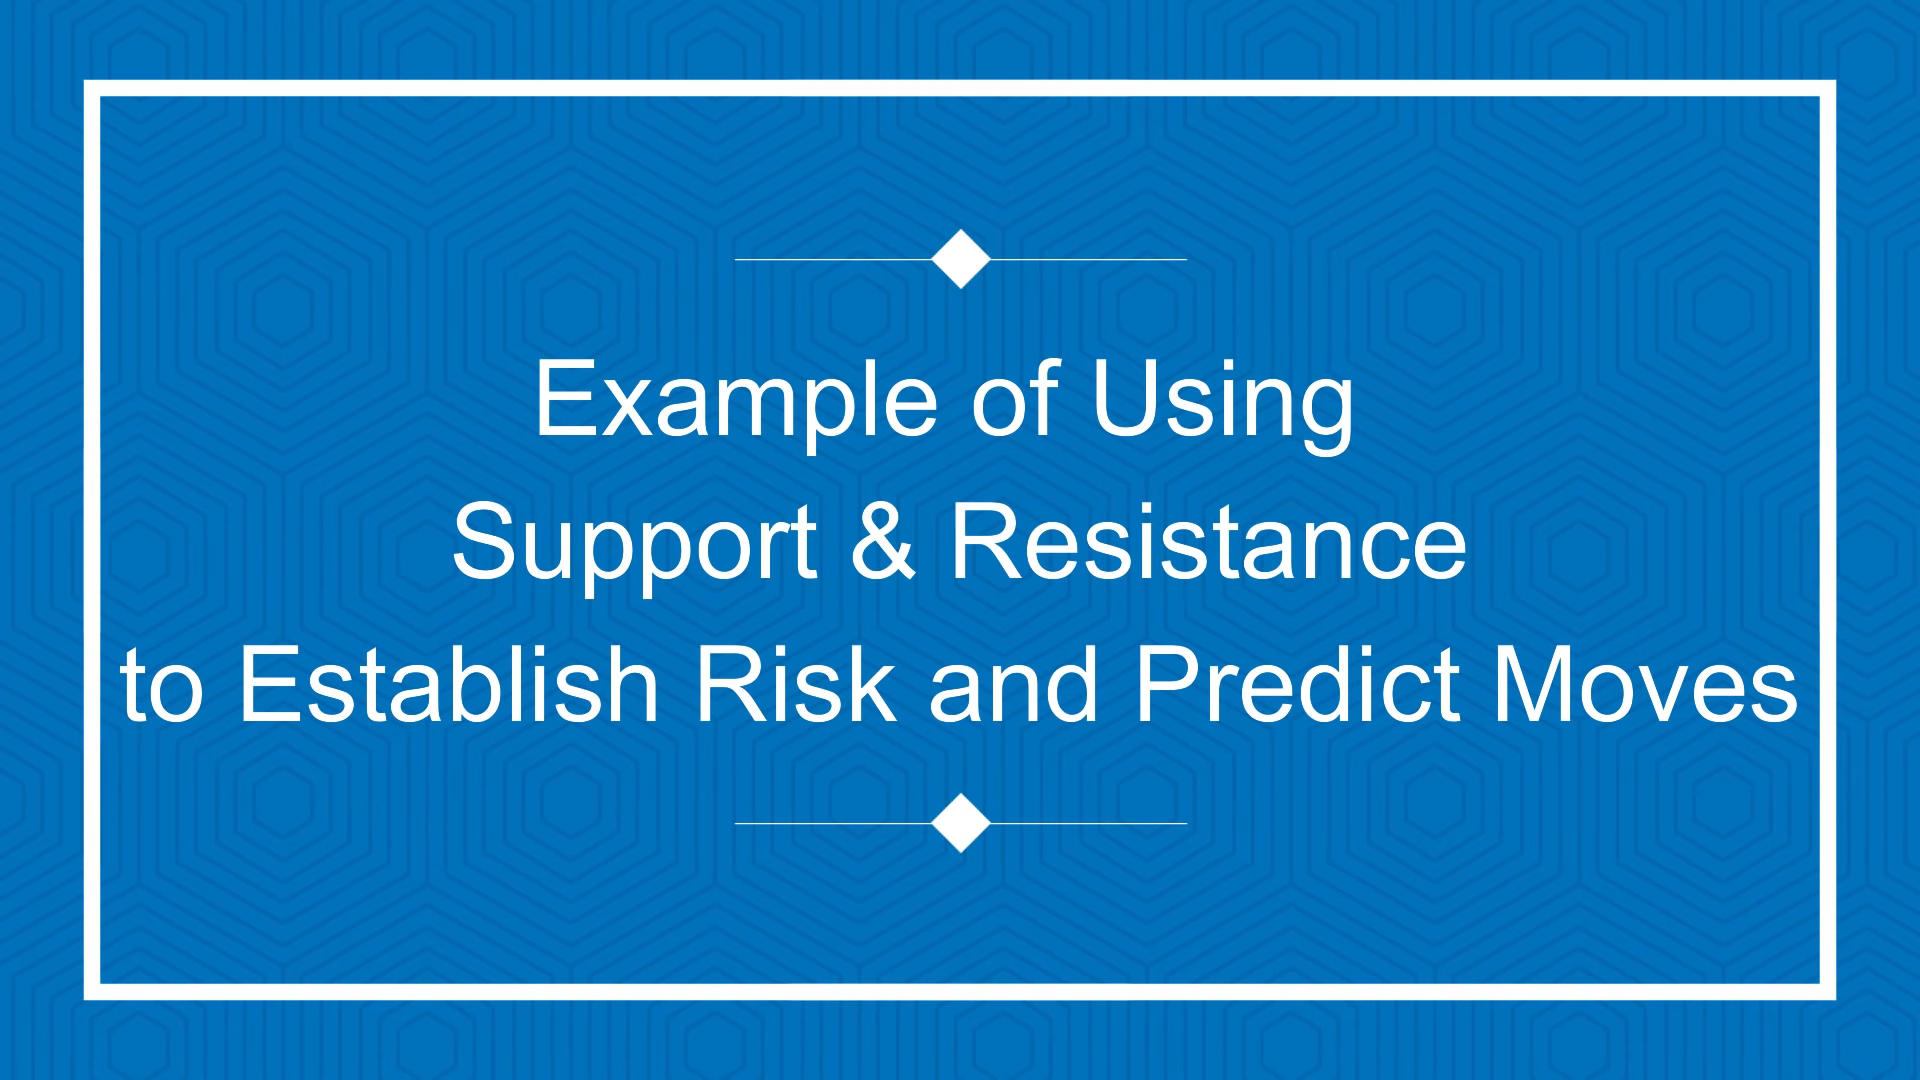 Example of Using
Support & Resistance
to Establish Risk and Predict Moves